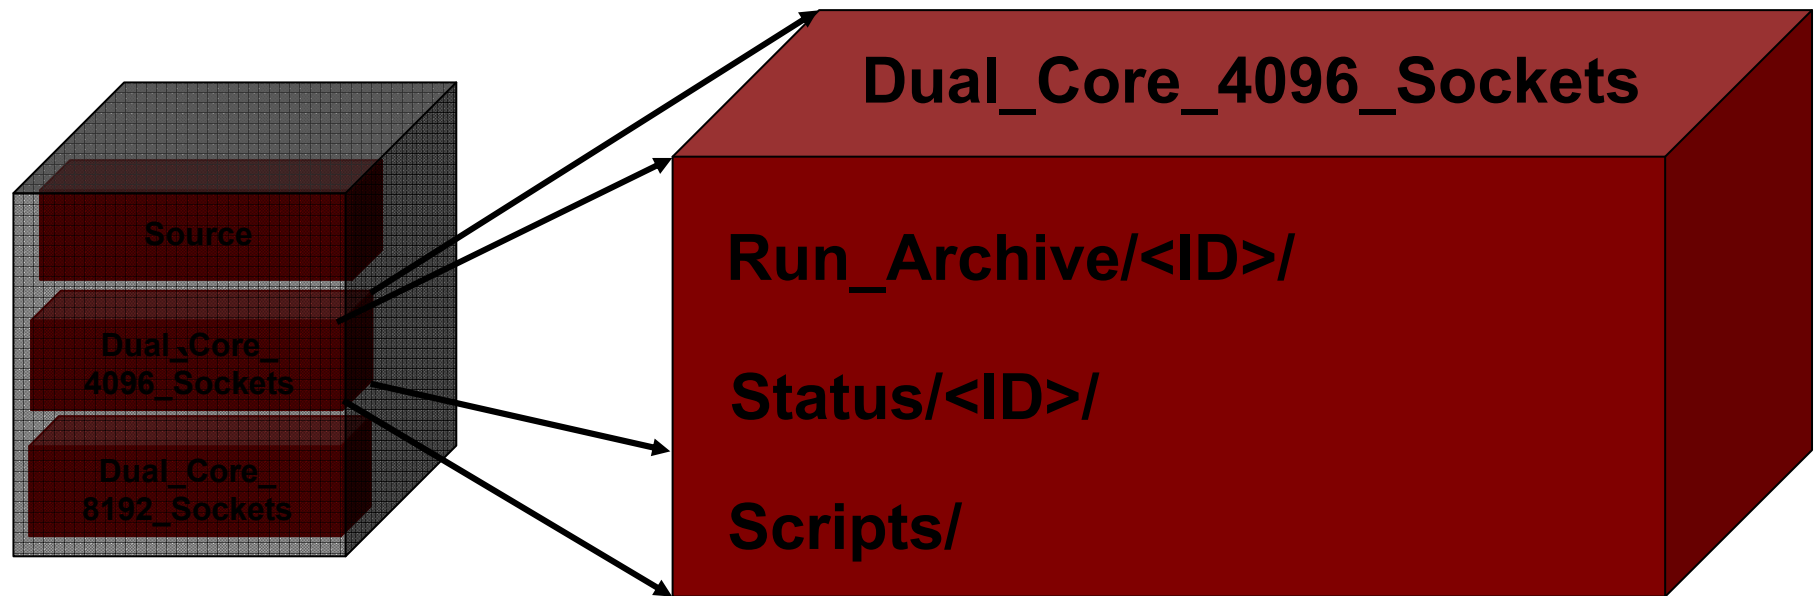 Source
Dual_Core_
4096_Sockets
Dual_Core_
8192_Sockets
Dual_Core_4096_Sockets
Run_Archive/<ID>/
Status/<ID>/
Scripts/